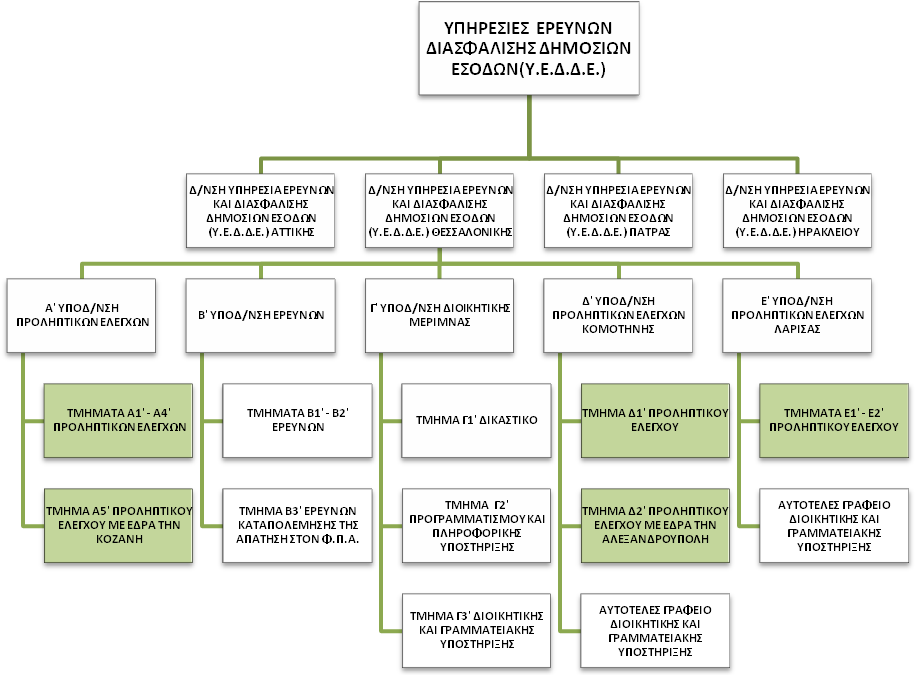 ΥΠΗΡΕΣΙΕΣ ΕΡΕΥΝΩΝ
ΔΙΑΣΦΑΛΙΣΗΣ ΔΗΜΟΣΙΩΝ
ΕΣΟΔΩΝ(Υ.Ε.Δ.Δ.Ε.)
Δ/ΝΣΗ ΥΠΗΡΕΣΙΑ ΕΡΕΥΝΩΝ
ΚΑΙ ΔΙΑΣΦΑΛΙΣΗΣ
ΔΗΜΟΣΙΩΝ ΕΣΟΔΩΝ
(Υ.Ε.Δ.Δ.Ε.) ΑΤΤΙΚΗΣ
Δ/ΝΣΗ ΥΠΗΡΕΣΙΑ ΕΡΕΥΝΩΝ
ΚΑΙ ΔΙΑΣΦΑΛΙΣΗΣ
ΔΗΜΟΣΙΩΝ ΕΣΟΔΩΝ
(Υ.Ε.Δ.Δ.Ε.) ΘΕΣΣΑΛΟΝΙΚΗΣ
Δ/ΝΣΗ ΥΠΗΡΕΣΙΑ ΕΡΕΥΝΩΝ
ΚΑΙ ΔΙΑΣΦΑΛΙΣΗΣ
ΔΗΜΟΣΙΩΝ ΕΣΟΔΩΝ
(Υ.Ε.Δ.Δ.Ε.) ΠΑΤΡΑΣ
Δ/ΝΣΗ ΥΠΗΡΕΣΙΑ ΕΡΕΥΝΩΝ
ΚΑΙ ΔΙΑΣΦΑΛΙΣΗΣ
ΔΗΜΟΣΙΩΝ ΕΣΟΔΩΝ
(Υ.Ε.Δ.Δ.Ε.) ΗΡΑΚΛΕΙΟΥ
Α' ΥΠΟΔ/ΝΣΗ
ΠΡΟΛΗΠΤΙΚΩΝ ΕΛΕΓΧΩΝ
Β' ΥΠΟΔ/ΝΣΗ ΕΡΕΥΝΩΝ
Γ' ΥΠΟΔ/ΝΣΗ ΔΙΟΙΚΗΤΙΚΗΣ
ΜΕΡΙΜΝΑΣ
Δ' ΥΠΟΔ/ΝΣΗ
ΠΡΟΛΗΠΤΙΚΩΝ ΕΛΕΓΧΩΝ
ΚΟΜΟΤΗΝΗΣ
Ε' ΥΠΟΔ/ΝΣΗ
ΠΡΟΛΗΠΤΙΚΩΝ ΕΛΕΓΧΩΝ
ΛΑΡΙΣΑΣ
ΤΜΗΜΑΤΑ Α1' - Α4'
ΠΡΟΛΗΠΤΙΚΩΝ ΕΛΕΓΧΩΝ
ΤΜΗΜΑΤΑ Β1' - Β2'
ΕΡΕΥΝΩΝ
ΤΜΗΜΑ Γ1' ΔΙΚΑΣΤΙΚΟ
ΤΜΗΜΑ Δ1' ΠΡΟΛΗΠΤΙΚΟΥ
ΕΛΕΓΧΟΥ
ΤΜΗΜΑΤΑ Ε1' - Ε2'
ΠΡΟΛΗΠΤΙΚΟΥ ΕΛΕΓΧΟΥ
ΤΜΗΜΑ Α5' ΠΡΟΛΗΠΤΙΚΟΥ
ΕΛΕΓΧΟΥ ΜΕ ΕΔΡΑ ΤΗΝ
ΚΟΖΑΝΗ
ΤΜΗΜΑ Β3' ΕΡΕΥΝΩΝ
ΚΑΤΑΠΟΛΕΜΗΣΗΣ ΤΗΣ
ΑΠΑΤΗΣΗ ΣΤΟΝ Φ.Π.Α.
ΤΜΗΜΑ Γ2'
ΠΡΟΓΡΑΜΜΑΤΙΣΜΟΥ ΚΑΙ
ΠΛΗΡΟΦΟΡΙΚΗΣ
ΥΠΟΣΤΗΡΙΞΗΣ
ΤΜΗΜΑ Δ2' ΠΡΟΛΗΠΤΙΚΟΥ
ΕΛΕΓΧΟΥ ΜΕ ΕΔΡΑ ΤΗΝ
ΑΛΕΞΑΝΔΡΟΥΠΟΛΗ
ΑΥΤΟΤΕΛΕΣ ΓΡΑΦΕΙΟ
ΔΙΟΙΚΗΤΙΚΗΣ ΚΑΙ
ΓΡΑΜΜΑΤΕΙΑΚΗΣ
ΥΠΟΣΤΗΡΙΞΗΣ
ΤΜΗΜΑ Γ3' ΔΙΟΙΚΗΤΙΚΗΣ
ΚΑΙ ΓΡΑΜΜΑΤΕΙΑΚΗΣ
ΥΠΟΣΤΗΡΙΞΗΣ
ΑΥΤΟΤΕΛΕΣ ΓΡΑΦΕΙΟ
ΔΙΟΙΚΗΤΙΚΗΣ ΚΑΙ
ΓΡΑΜΜΑΤΕΙΑΚΗΣ
ΥΠΟΣΤΗΡΙΞΗΣ